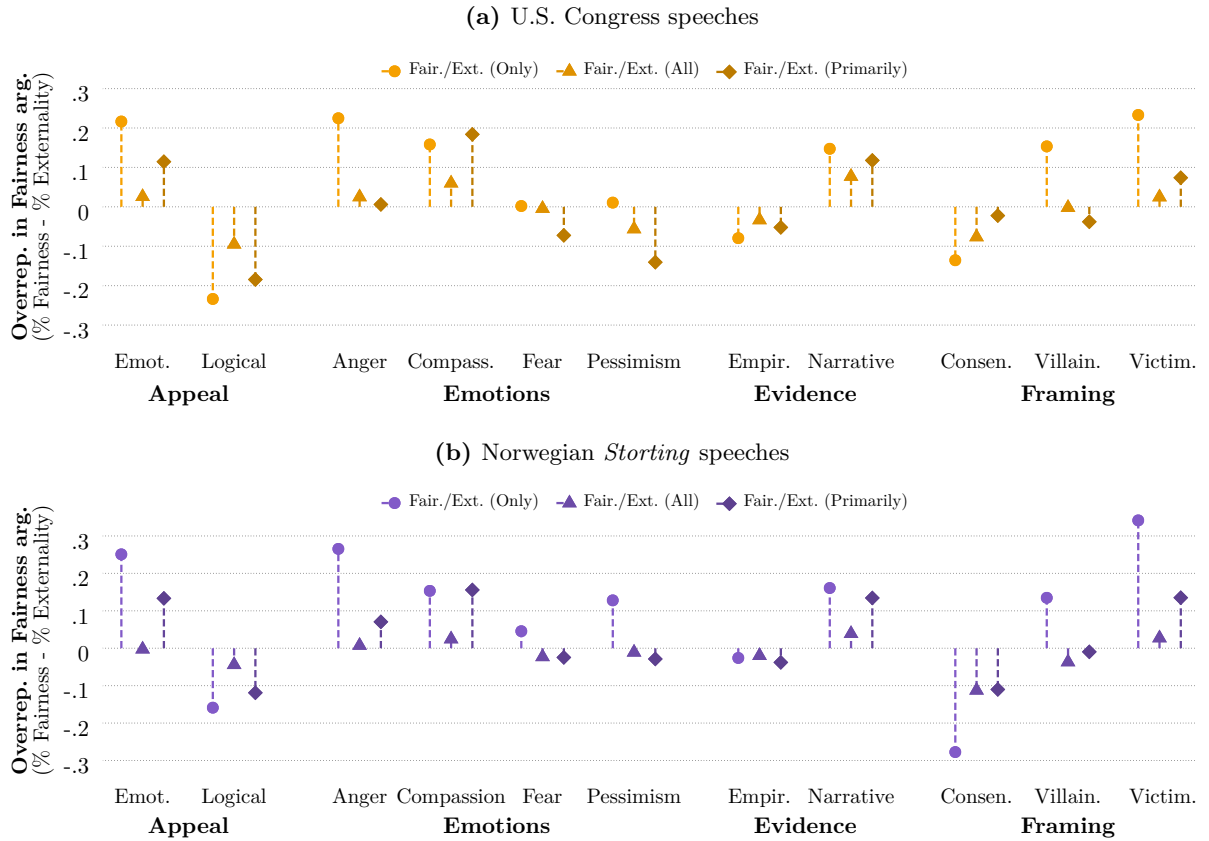 (a) U.S. Congress speeches
Fair./Ext. (Only) Fair./Ext. (All) Fair./Ext. (Primarily)
Overrep. in Fairness arg.
(% Fairness - % Externality)
.3
.2
.1
0
-.1
-.2
-.3
Emot. Logical Anger Compass. Fear Pessimism Empir. Narrative Consen. Villain. Victim.
Appeal Emotions Evidence Framing
(b) Norwegian Storting speeches
Fair./Ext. (Only) Fair./Ext. (All) Fair./Ext. (Primarily)
Overrep. in Fairness arg.
(% Fairness - % Externality)
.3
.2
.1
0
-.1
-.2
-.3
Emot. Logical Anger Compassion Fear Pessimism Empir. Narrative Consen. Villain. Victim.
Appeal Emotions Evidence Framing